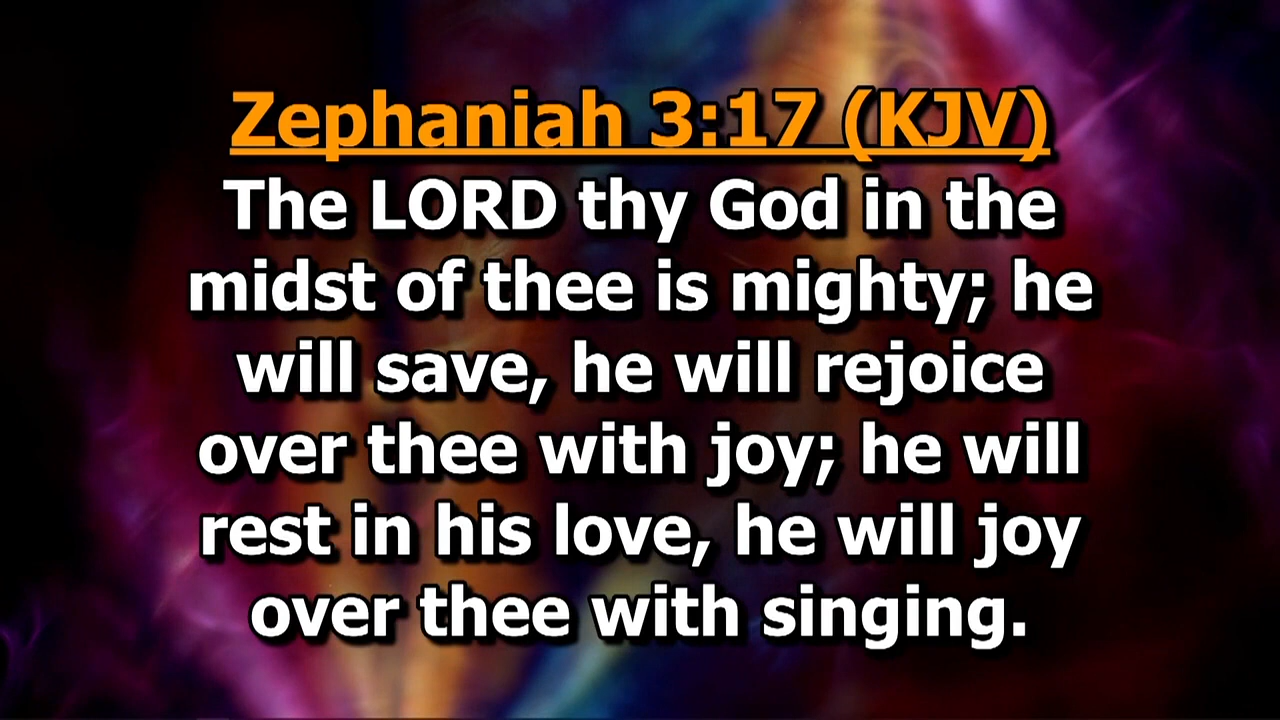 Zephaniah 3:17 (KJV)
The LORD thy God in the
midst of thee is mighty; he
will save, he will rejoice
over thee with joy; he will
rest in his love, he will joy
over thee with singing.